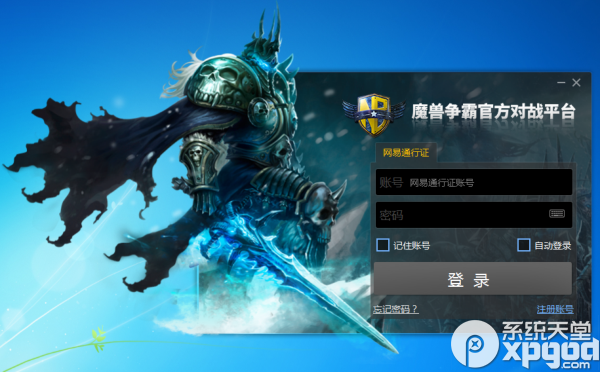 魔兽争霸官方对战平台
网易通行证
账号 网易通行证账号
密码
记住账号 自动登录
登录
忘记密码？ 注册账号
系统天堂
xpgod.com